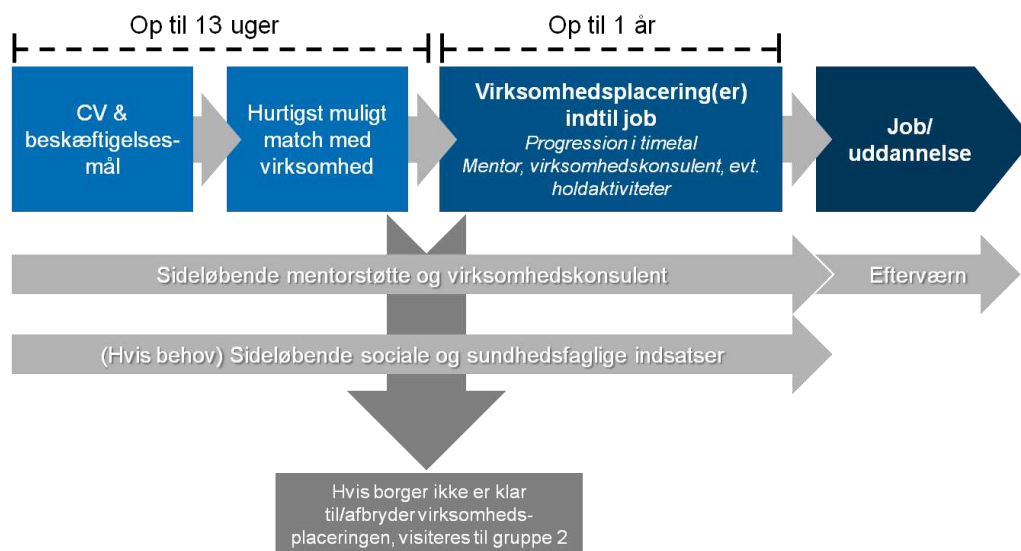 Op til 13 uger
Op til 1 år
CV &
beskæftigelses-
mål
Hurtigst muligt
match med
virksomhed
Virksomhedsplacering(er)
indtil job
Progression i timetal
Mentor, virksomhedskonsulent, evt.
holdaktiviteter
Job/
uddannelse
Sideløbende mentorstøtte og virksomhedskonsulent
Efterværn
(Hvis behov) Sideløbende sociale og sundhedsfaglige indsatser
Hvis borger ikke er klar
til/afbryder virksomheds-
placeringen, visiteres til gruppe 2